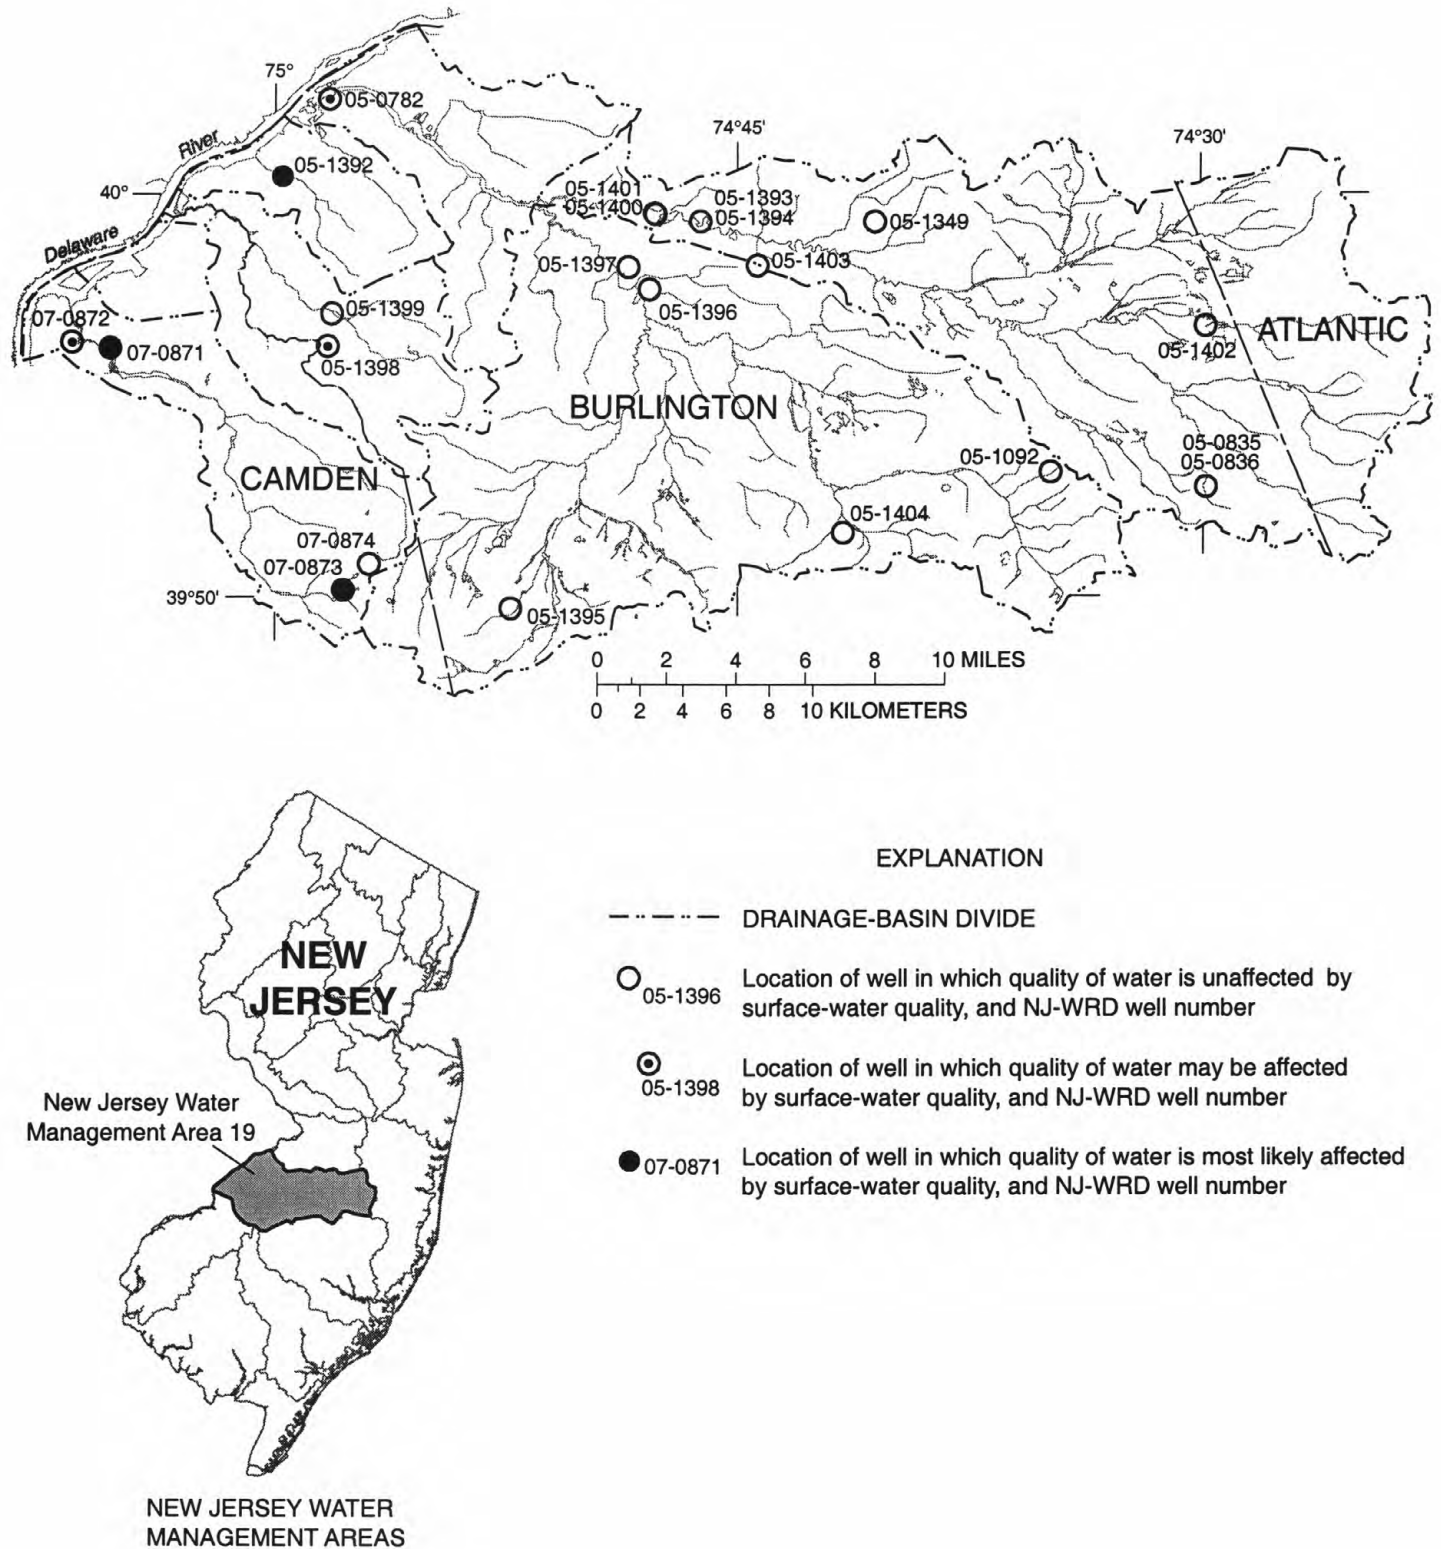 75°
05-0782
River
74°45'
74°30'
05-1392
40°
05-1401
05-1400
05-1393
05-1394
05-1349
Delaware
05-1397
05-1403
05-1396
07-0872
05-1399
07-0871
05-1398
05-1402
ATLANTIC
BURLINGTON
05-0835
05-0836
05-1092
CAMDEN
05-1404
07-0874
07-0873
39°50'
05-1395
0 2 4 6 8 10 MILES
0 2 4 6 8 10 KILOMETERS
EXPLANATION
DRAINAGE-BASIN DIVIDE
05-1396 Location of well in which quality of water is unaffected by
surface-water quality, and NJ-WRD well number
05-1398 Location of well in which quality of water may be affected
by surface-water quality, and NJ-WRD well number
07-0871 Location of well in which quality of water is most likely affected
by surface-water quality, and NJ-WRD well number
NEW
JERSEY
New Jersey Water
Management Area 19
NEW JERSEY WATER
MANAGEMENT AREAS